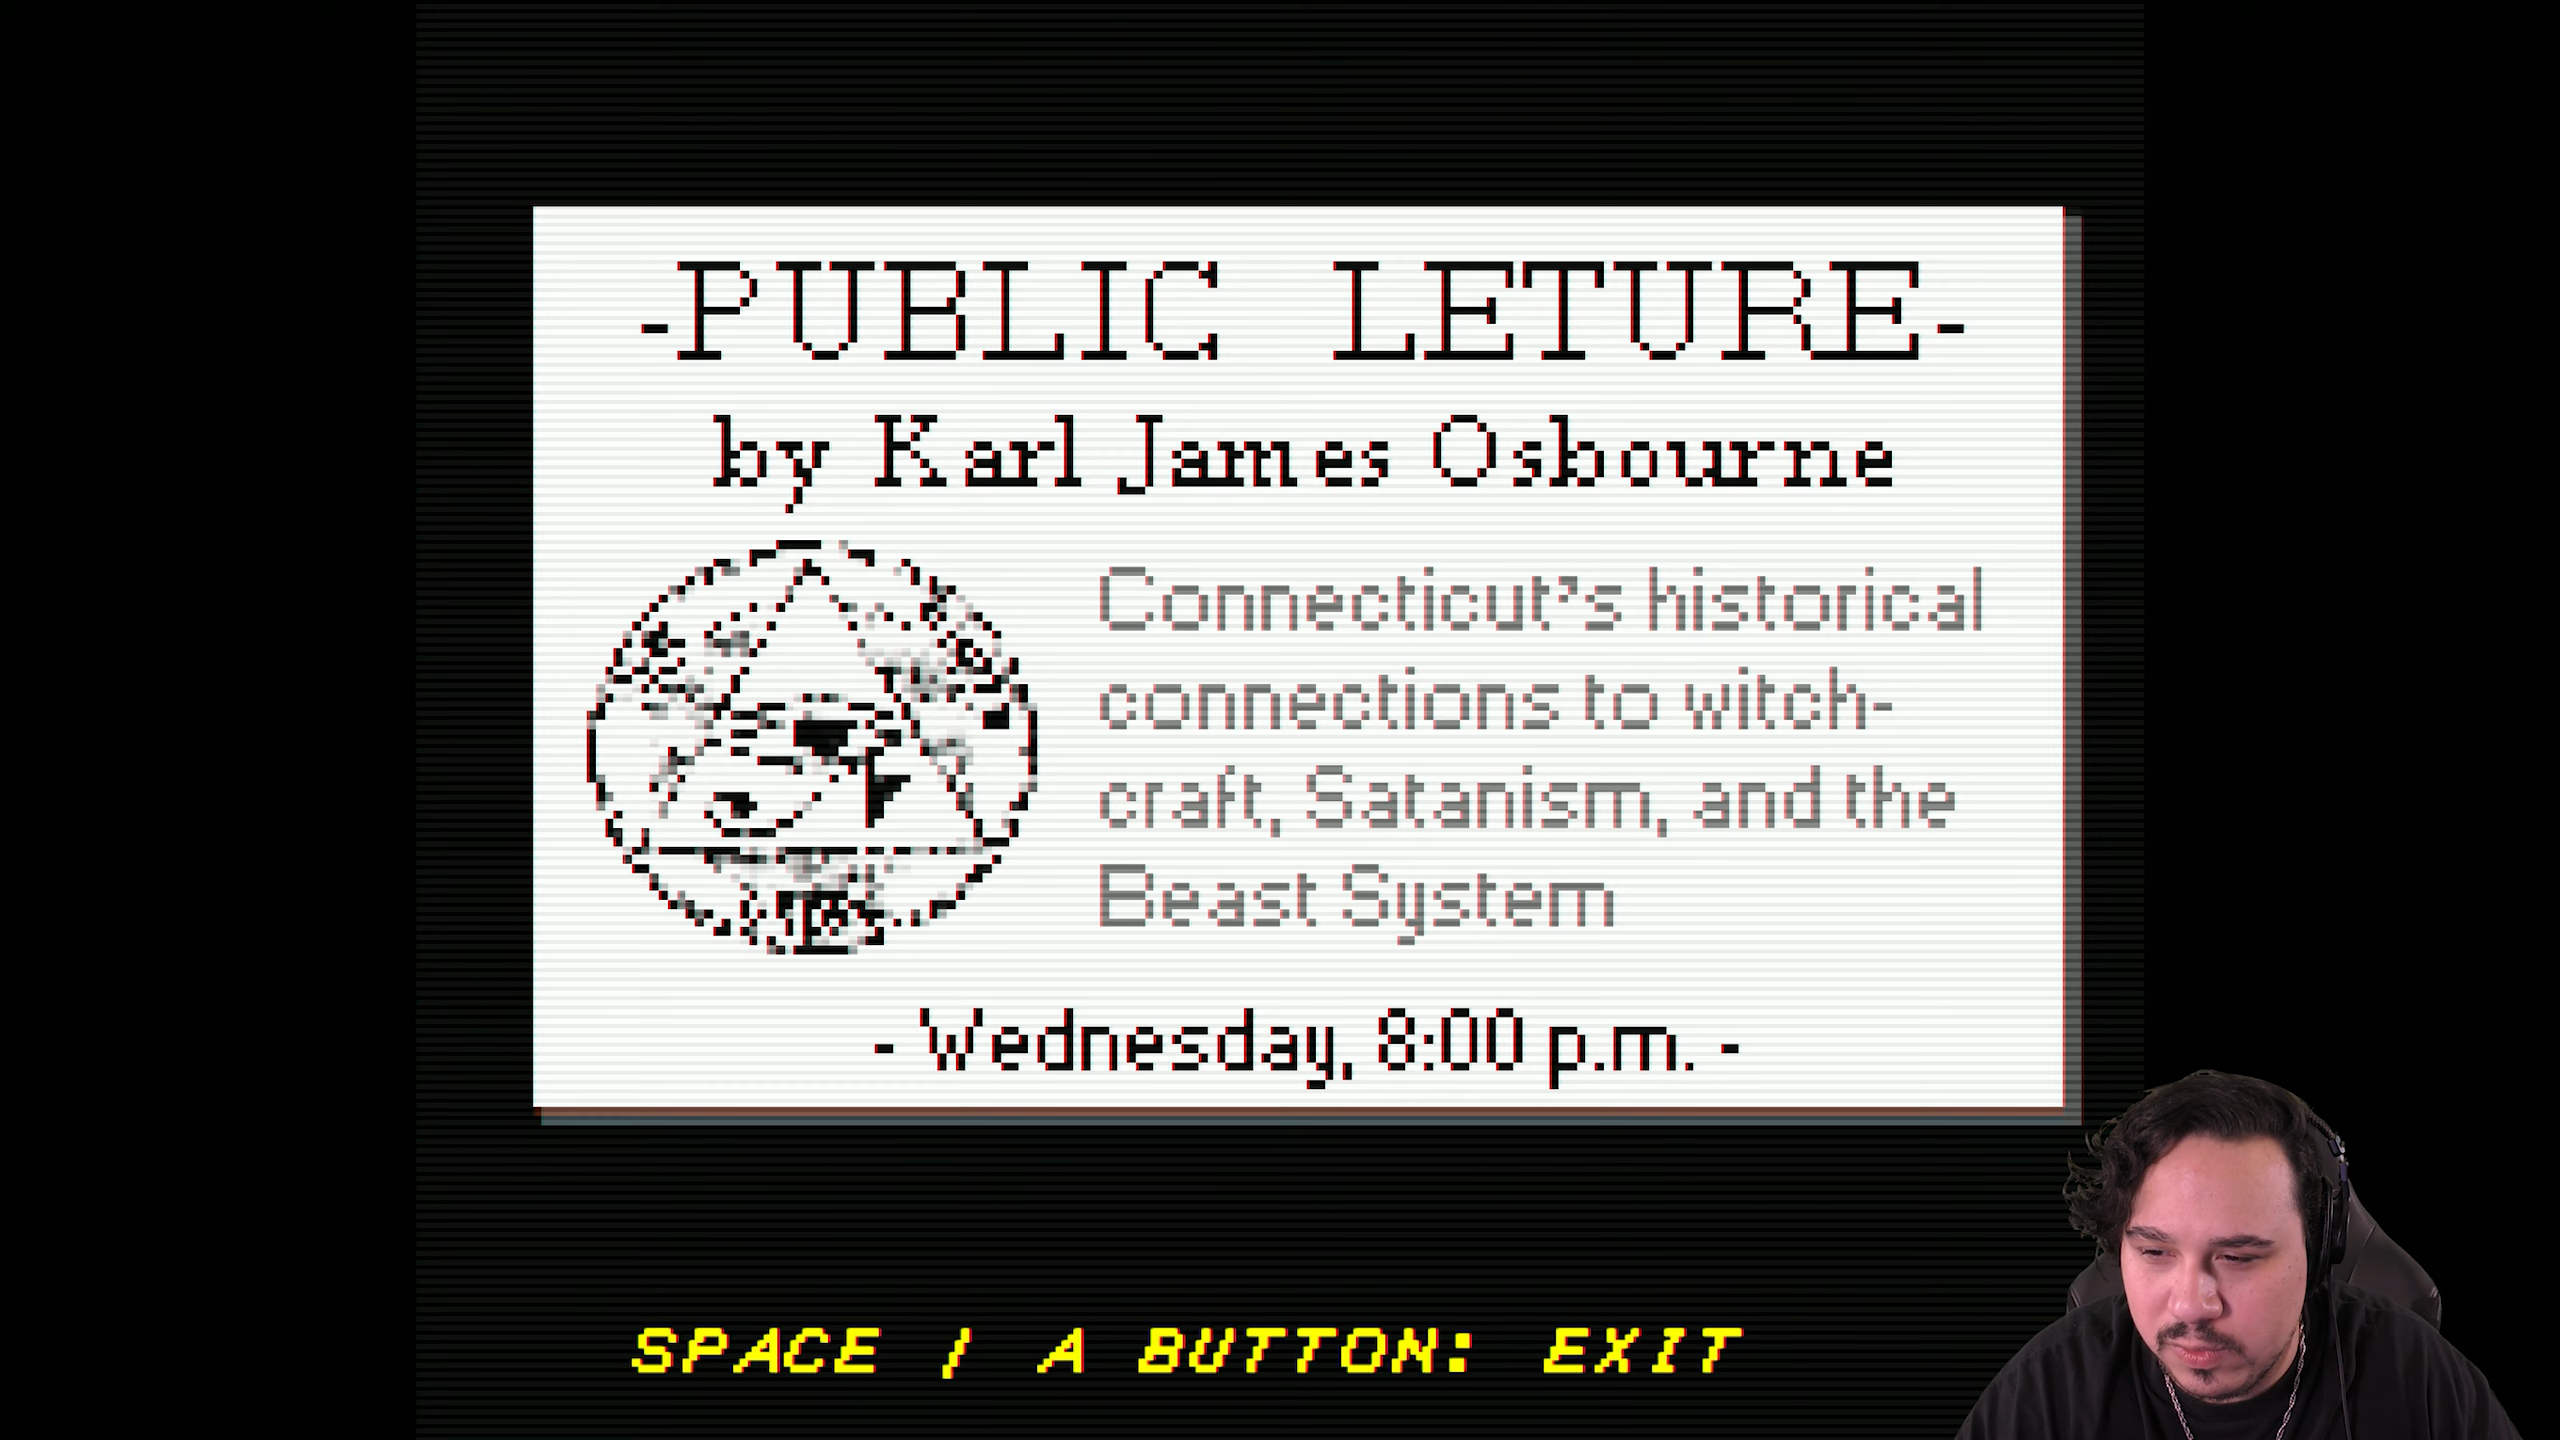 -PUBLIC LETURE-
by Karl James Osbourne
Connecticut's historical
connections to witch-
craft, Satanism, and the
Beast System
- Wednesday, 8:00 p.m. -
SPACE / A BUTTON: EXIT